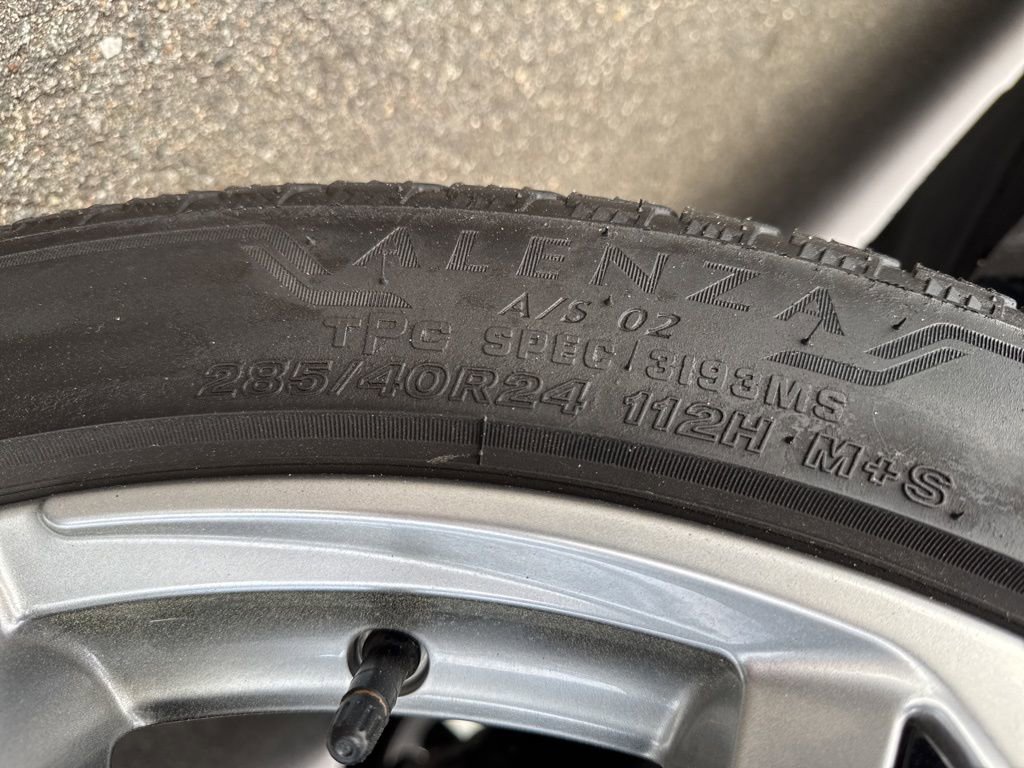 ALENZA
A/S 02
TPC SPEC 3193MS
285/40R24 112H M+S